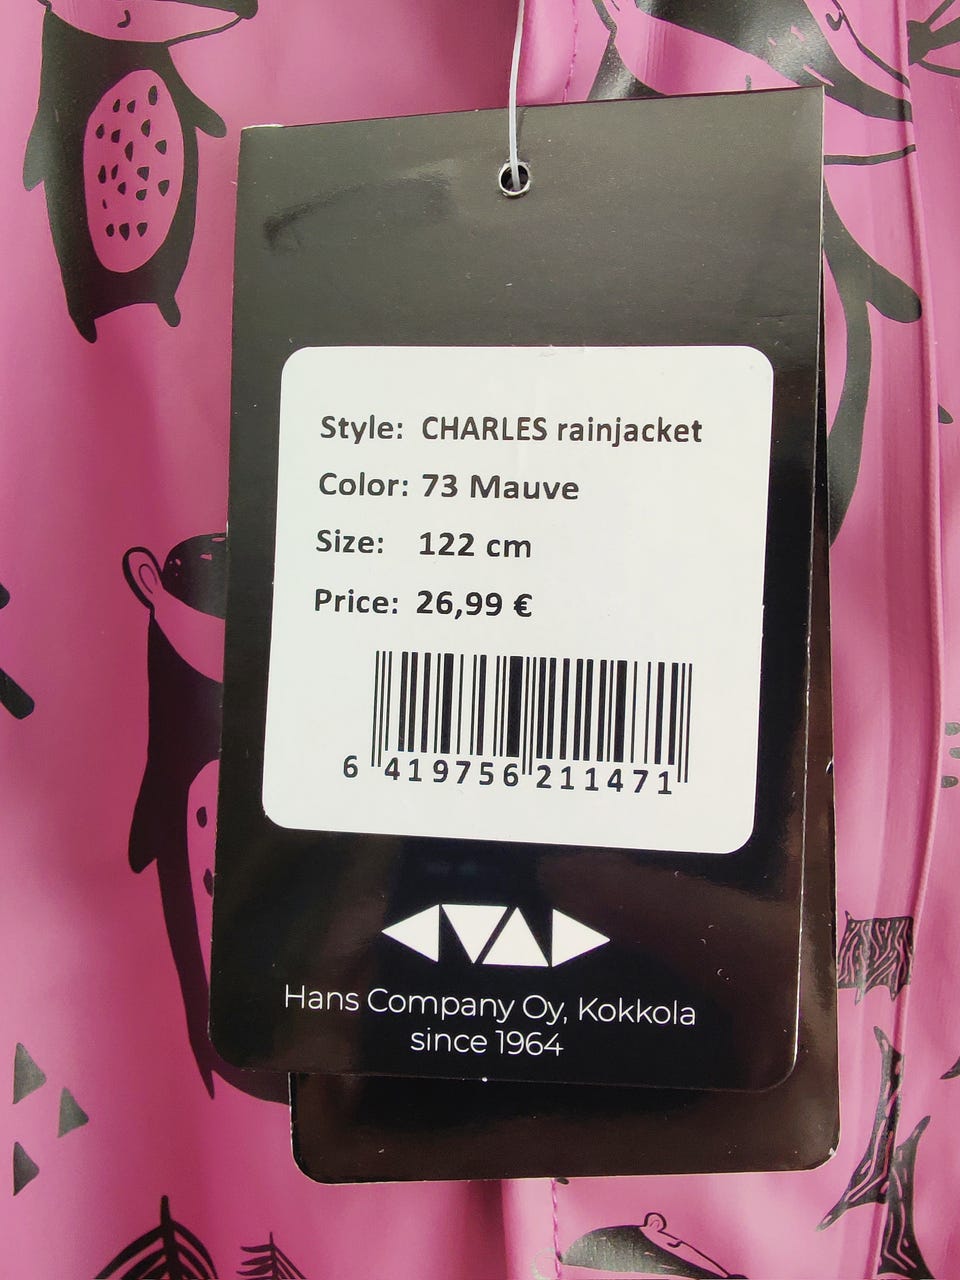 Style: CHARLES rainjacket
Color: 73 Mauve
Size: 122 cm
Price: 26,99 €
6 419756 211471
Hans Company Oy, Kokkola
since 1964